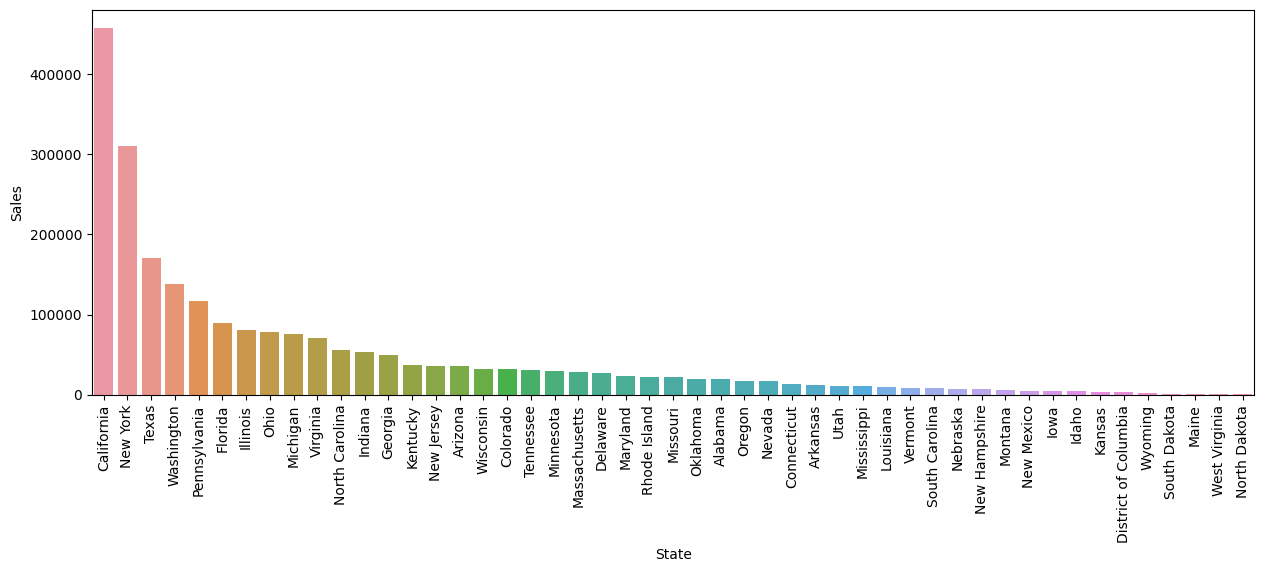 400000
300000
200000
100000
0
Sales
California
New York
Texas
Washington
Pennsylvania
Florida
Illinois
Ohio
Michigan
Virginia
North Carolina
Indiana
Georgia
Kentucky
New Jersey
Arizona
Wisconsin
Colorado
Tennessee
Minnesota
Massachusetts
Delaware
Maryland
Rhode Island
Missouri
Oklahoma
Alabama
Oregon
Nevada
Connecticut
Arkansas
Utah
Mississippi
Louisiana
Vermont
South Carolina
Nebraska
New Hampshire
Montana
New Mexico
Iowa
Idaho
Kansas
District of Columbia
Wyoming
South Dakota
Maine
West Virginia
North Dakota
State